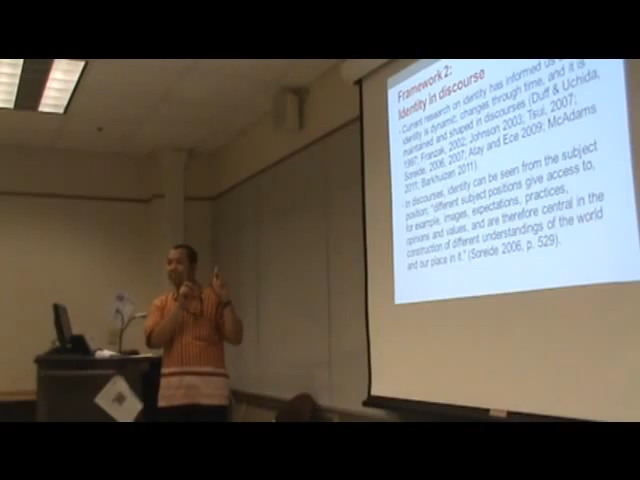 Framework 2:
Identity in discourse
- Current research on identity has informed us
identity is dynamic, changes through time, and it is
maintained and shaped in discourses (Duff & Uchida,
1997; Franzak, 2002; Johnson 2003; Tsui, 2007;
Soreide, 2006, 2007; Atay and Ece 2009; McAdams
2011; Barkhuizen 2011).
- In discourses, identity can be seen from the subject
position; "different subject positions give access to,
for example, images, expectations, practices,
opinions and values, and are therefore central in the
construction of different understandings of the world
and our place in it." (Soreide 2006, p. 529).